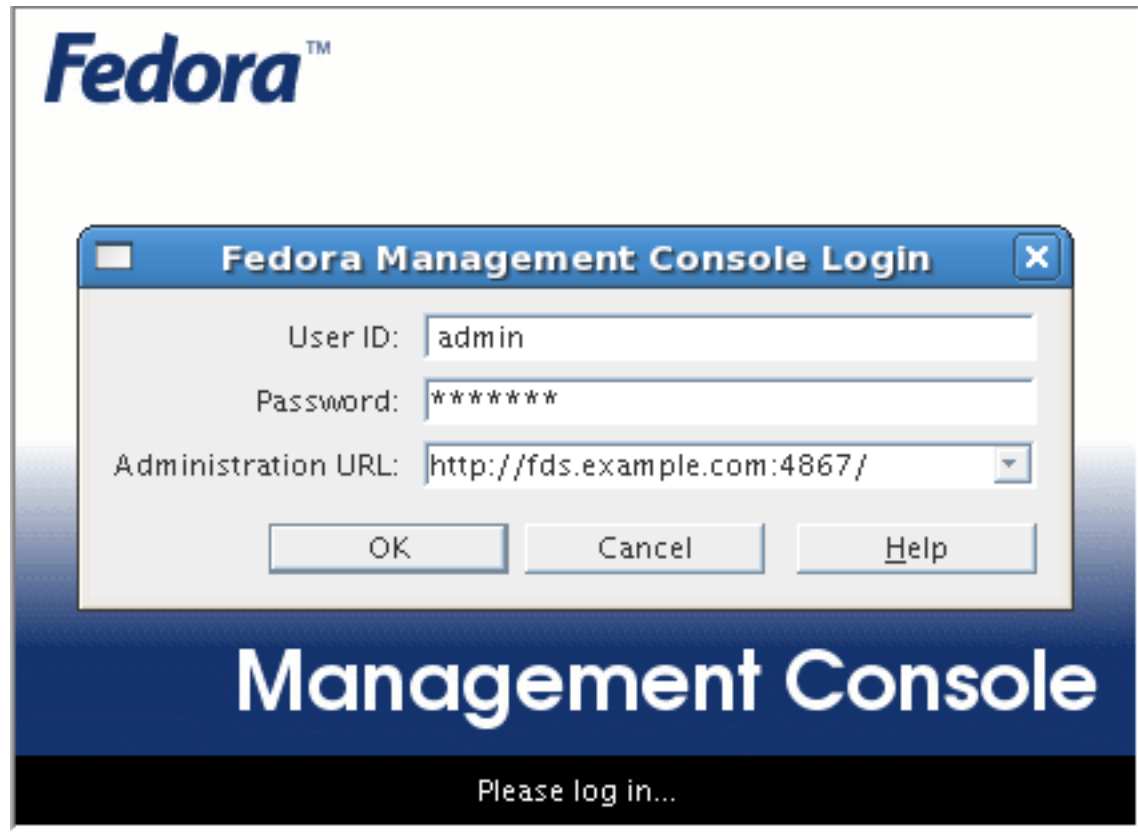 Fedora™
Fedora Management Console Login
User ID: admin
Password: *******
Administration URL: http://fds.example.com:4867/
OK Cancel Help
Management Console
Please log in...